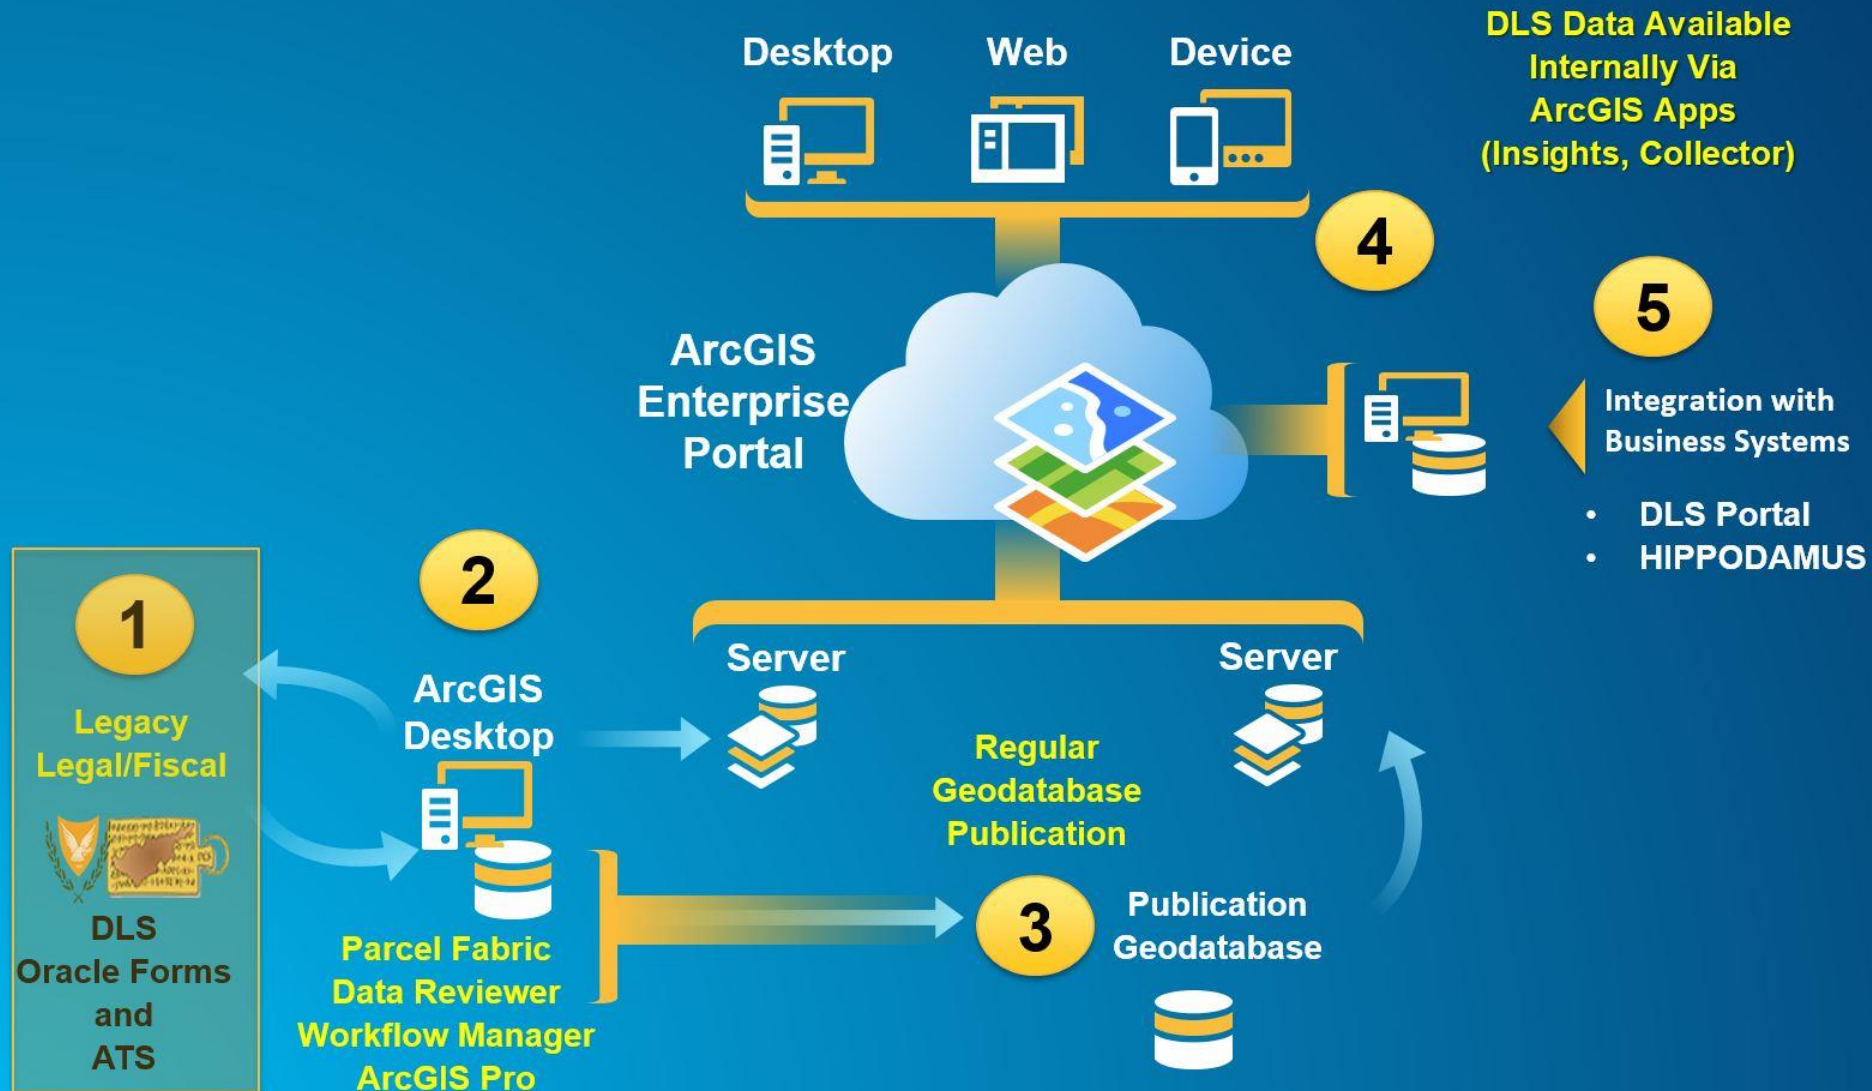 Desktop
Web
Device
DLS Data Available
Internally Via
ArcGIS Apps
(Insights, Collector)
4
5
ArcGIS
Enterprise
Portal
Integration with
Business Systems
• DLS Portal
• HIPPODAMUS
1
Legacy
Legal/Fiscal
DLS
Oracle Forms
and
ATS
2
ArcGIS
Desktop
Parcel Fabric
Data Reviewer
Workflow Manager
ArcGIS Pro
Server
Server
Regular
Geodatabase
Publication
3
Publication
Geodatabase